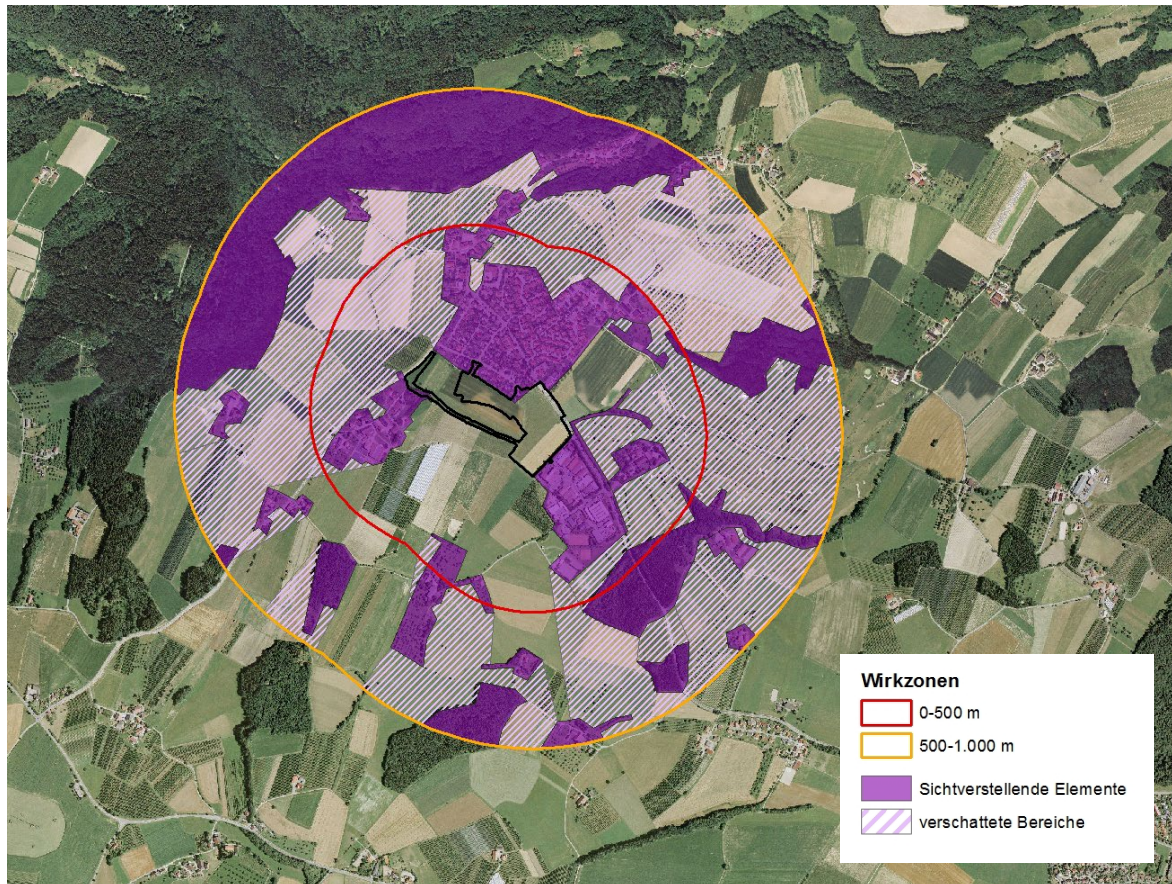 Wirkzonen
0-500 m
500-1.000 m
Sichtverstellende Elemente
verschattete Bereiche